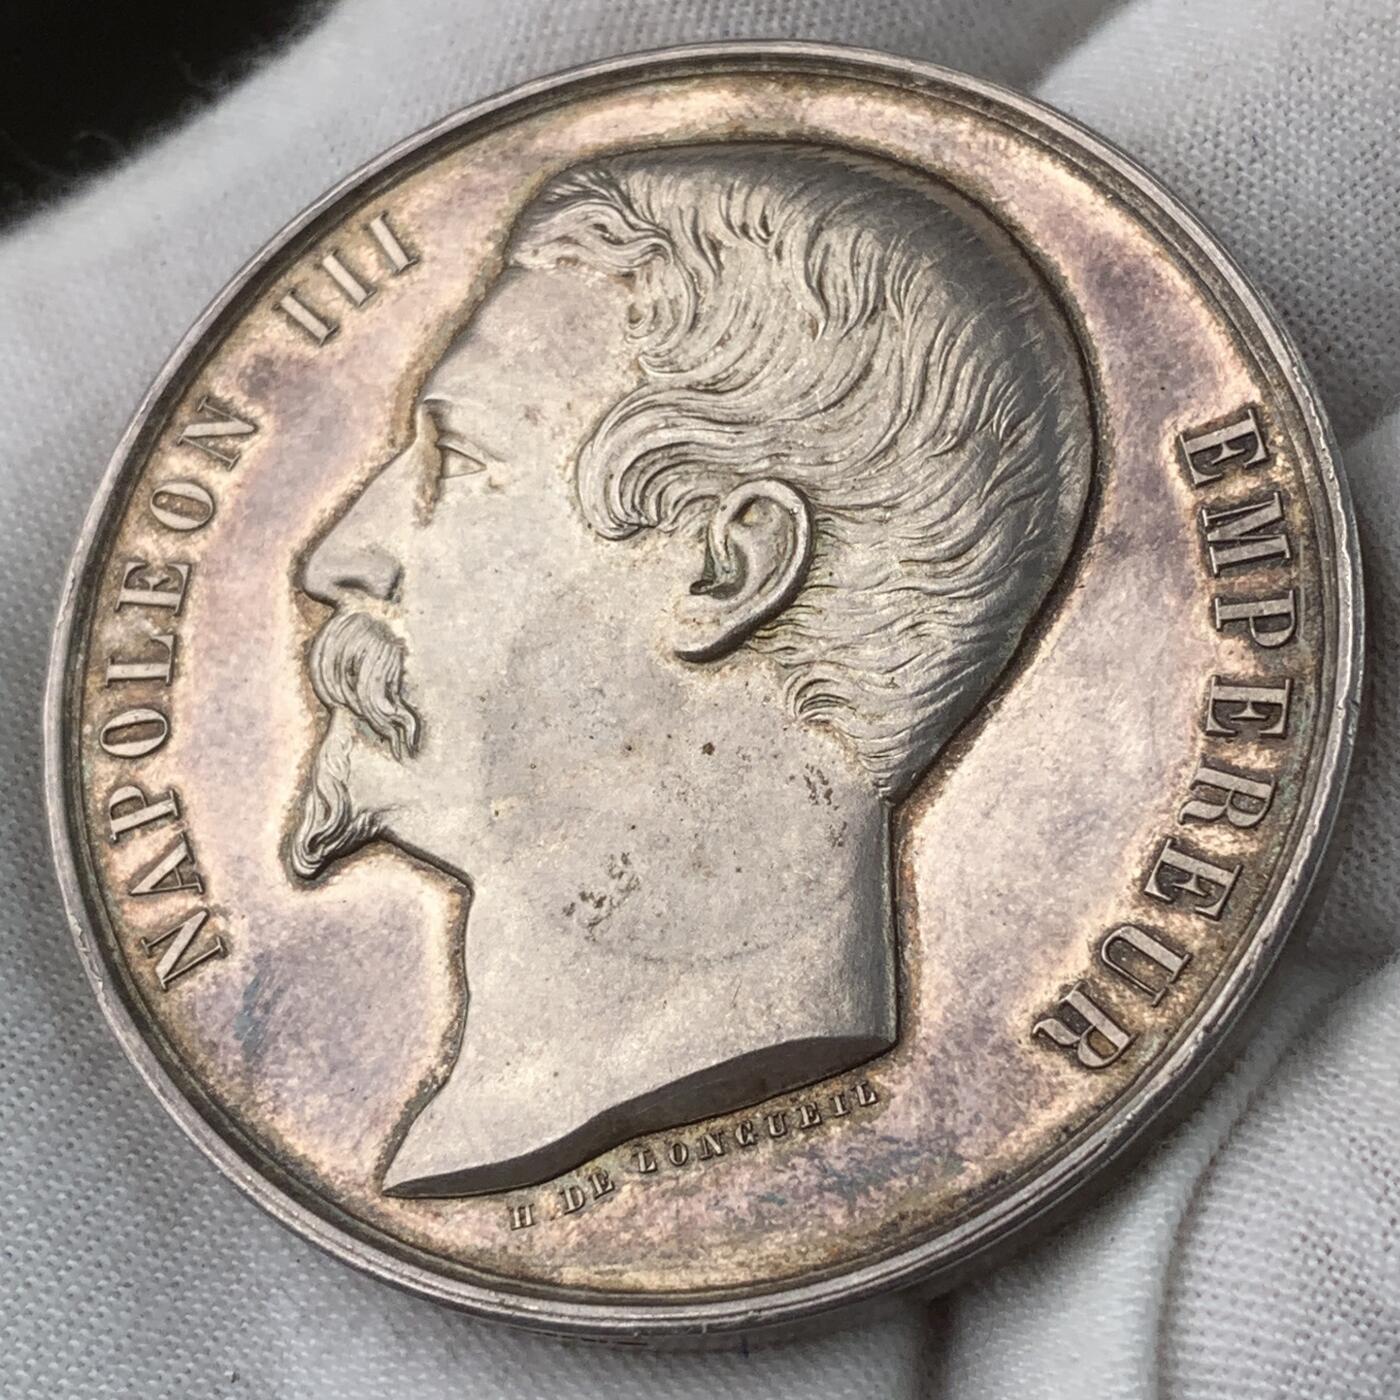 NAPOLEON III
EMPEREUR
H. DE LONGUEIL